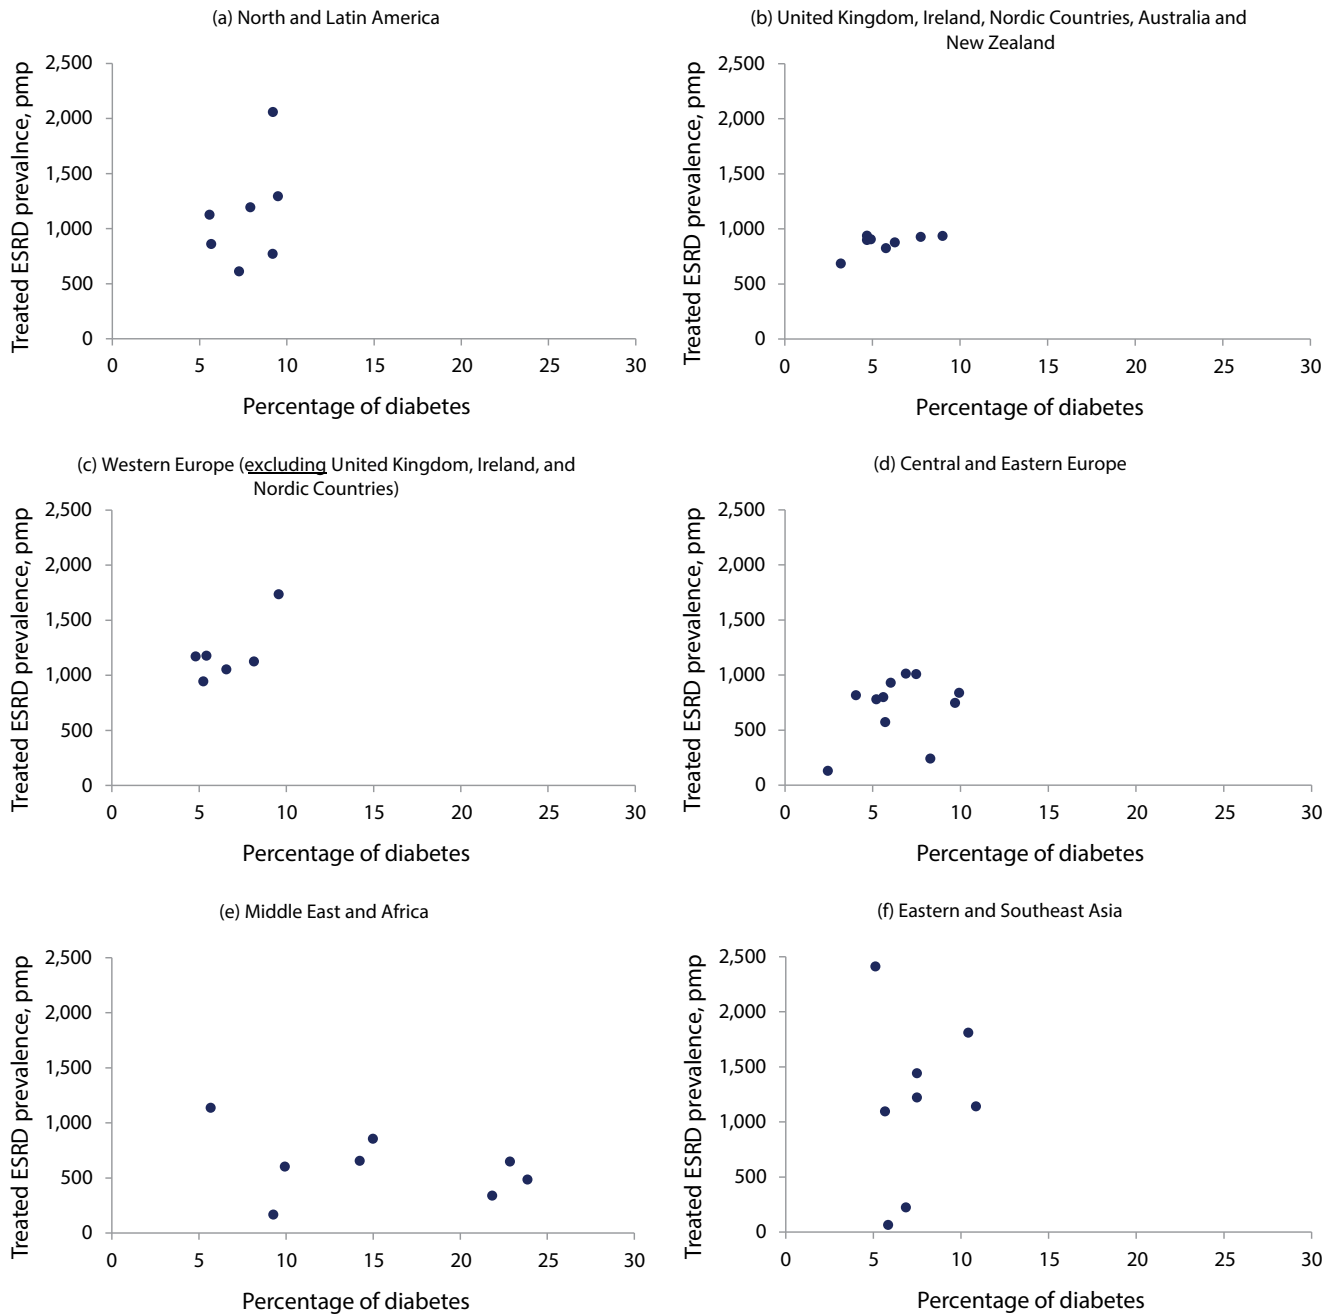 (a) North and Latin America
Treated ESRD prevalnce, pmp
2,500
2,000
1,500
1,000
500
0
0 5 10 15 20 25 30
Percentage of diabetes
(b) United Kingdom, Ireland, Nordic Countries, Australia and
New Zealand
Treated ESRD prevalence, pmp
2,500
2,000
1,500
1,000
500
0
0 5 10 15 20 25 30
Percentage of diabetes
(c) Western Europe (excluding United Kingdom, Ireland, and
Nordic Countries)
Treated ESRD prevalence, pmp
2,500
2,000
1,500
1,000
500
0
0 5 10 15 20 25 30
Percentage of diabetes
(d) Central and Eastern Europe
Treated ESRD prevalence, pmp
2,500
2,000
1,500
1,000
500
0
0 5 10 15 20 25 30
Percentage of diabetes
(e) Middle East and Africa
Treated ESRD prevalence, pmp
2,500
2,000
1,500
1,000
500
0
0 5 10 15 20 25 30
Percentage of diabetes
(f) Eastern and Southeast Asia
Treated ESRD prevalence, pmp
2,500
2,000
1,500
1,000
500
0
0 5 10 15 20 25 30
Percentage of diabetes